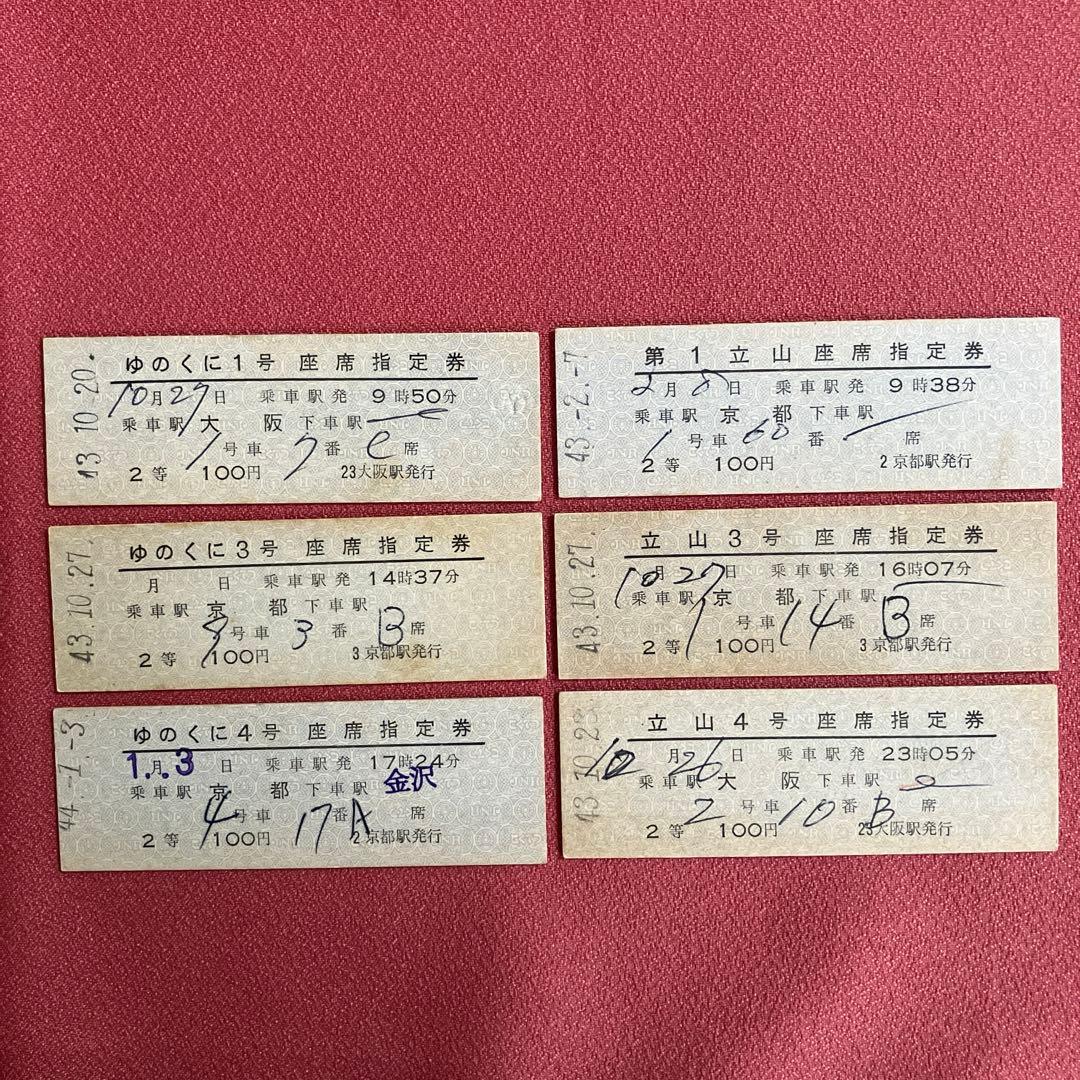 43.10.20.
ゆのくに1号 座席指定券
10月27日 乗車駅発 9時50分
乗車駅 大阪 下車駅
1号車 7番 C席
2等 100円 23大阪駅発行
43.-2.-7
第1立山座席指定券
2月8日 乗車駅発 9時38分
乗車駅 京都 下車駅
1号車 60番 席
2等 100円 2京都駅発行
43.10.27.
ゆのくに3号 座席指定券
月 日 乗車駅発 14時37分
乗車駅 京都 下車駅
号車 3番 B席
2等 100円 3京都駅発行
43.10.27.
立山3号 座席指定券
10月27日 乗車駅発 16時07分
乗車駅 京都 下車駅
1号車 14番 B席
2等 100円 3京都駅発行
44.-1.-3
ゆのくに4号 座席指定券
1月.3日 乗車駅発 17時24分
乗車駅 京都 下車駅 金沢
4号車 17番 A席
2等 100円 2京都駅発行
43.10.23
立山4号 座席指定券
10月26日 乗車駅発 23時05分
乗車駅 大阪 下車駅
2号車 10番 B席
2等 100円 23大阪駅発行